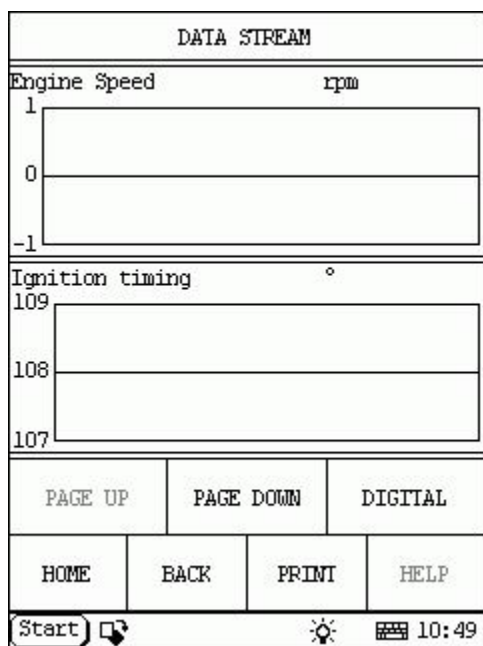 DATA STREAM
Engine Speed rpm
1
0
-1
Ignition timing °
109
108
107
PAGE UP PAGE DOWN DIGITAL
HOME BACK PRINT HELP
Start 10:49